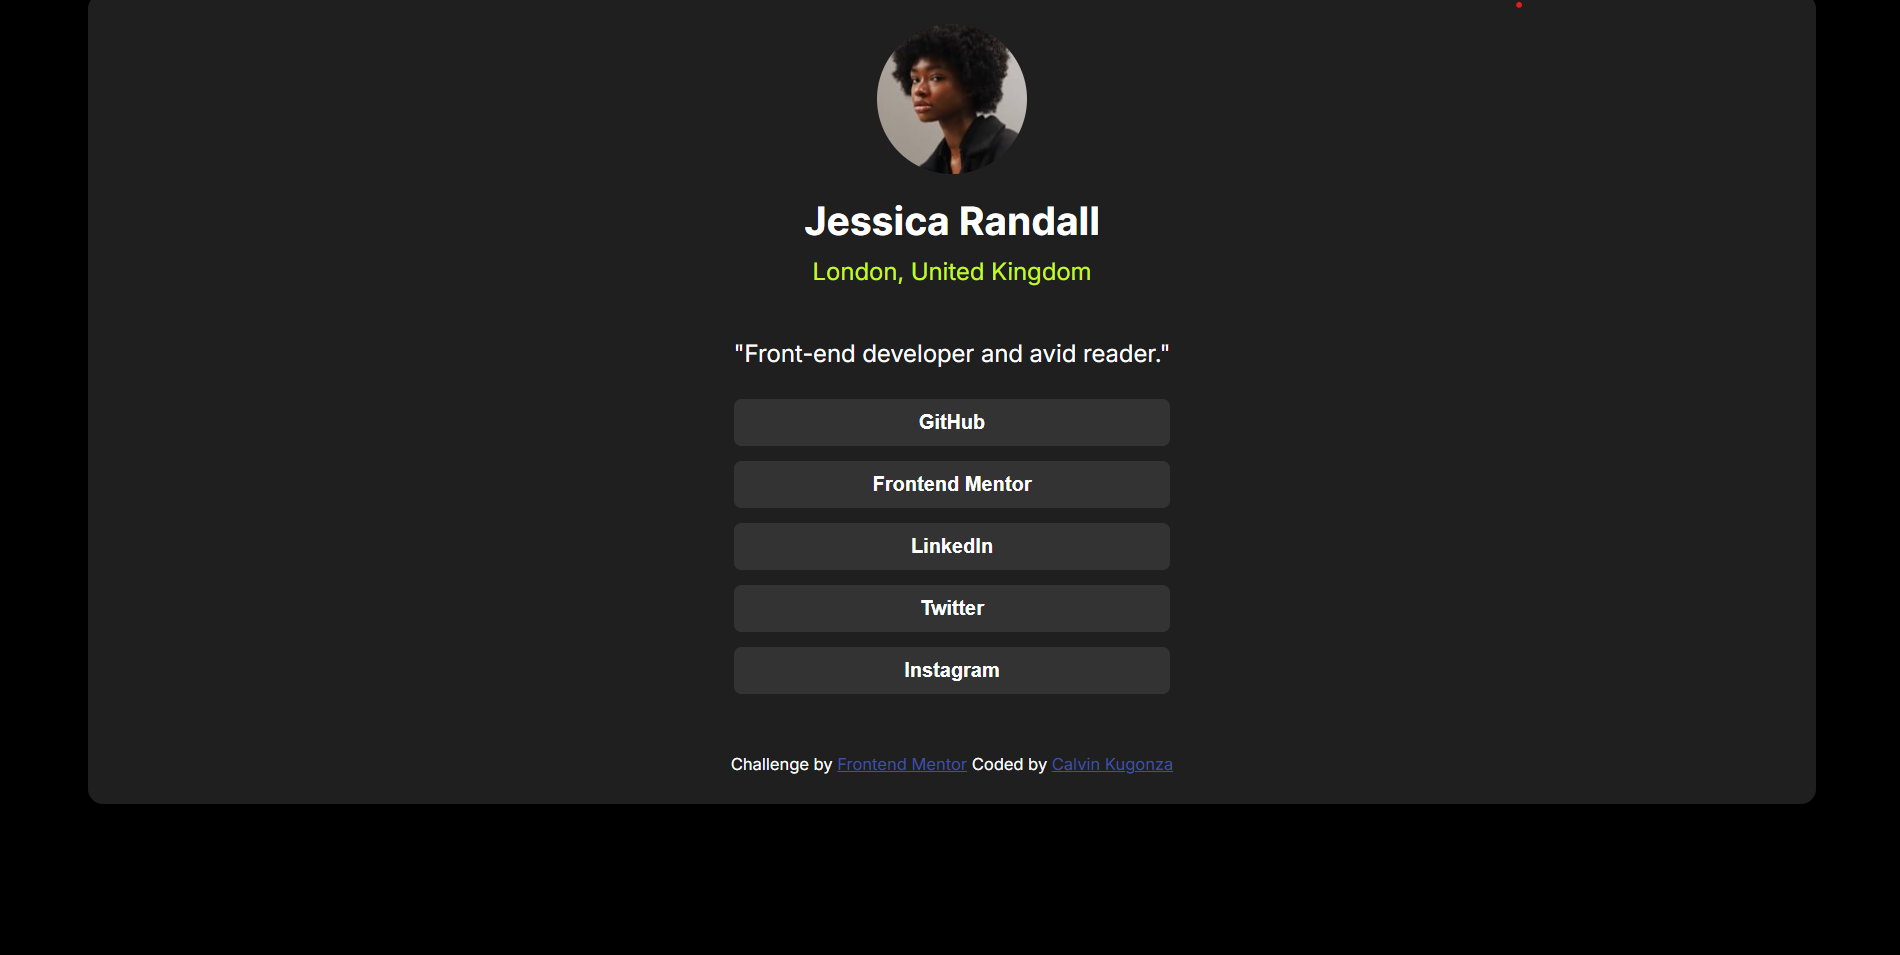 Jessica Randall
London, United Kingdom
"Front-end developer and avid reader."
GitHub
Frontend Mentor
LinkedIn
Twitter
Instagram
Challenge by Frontend Mentor Coded by Calvin Kugonza